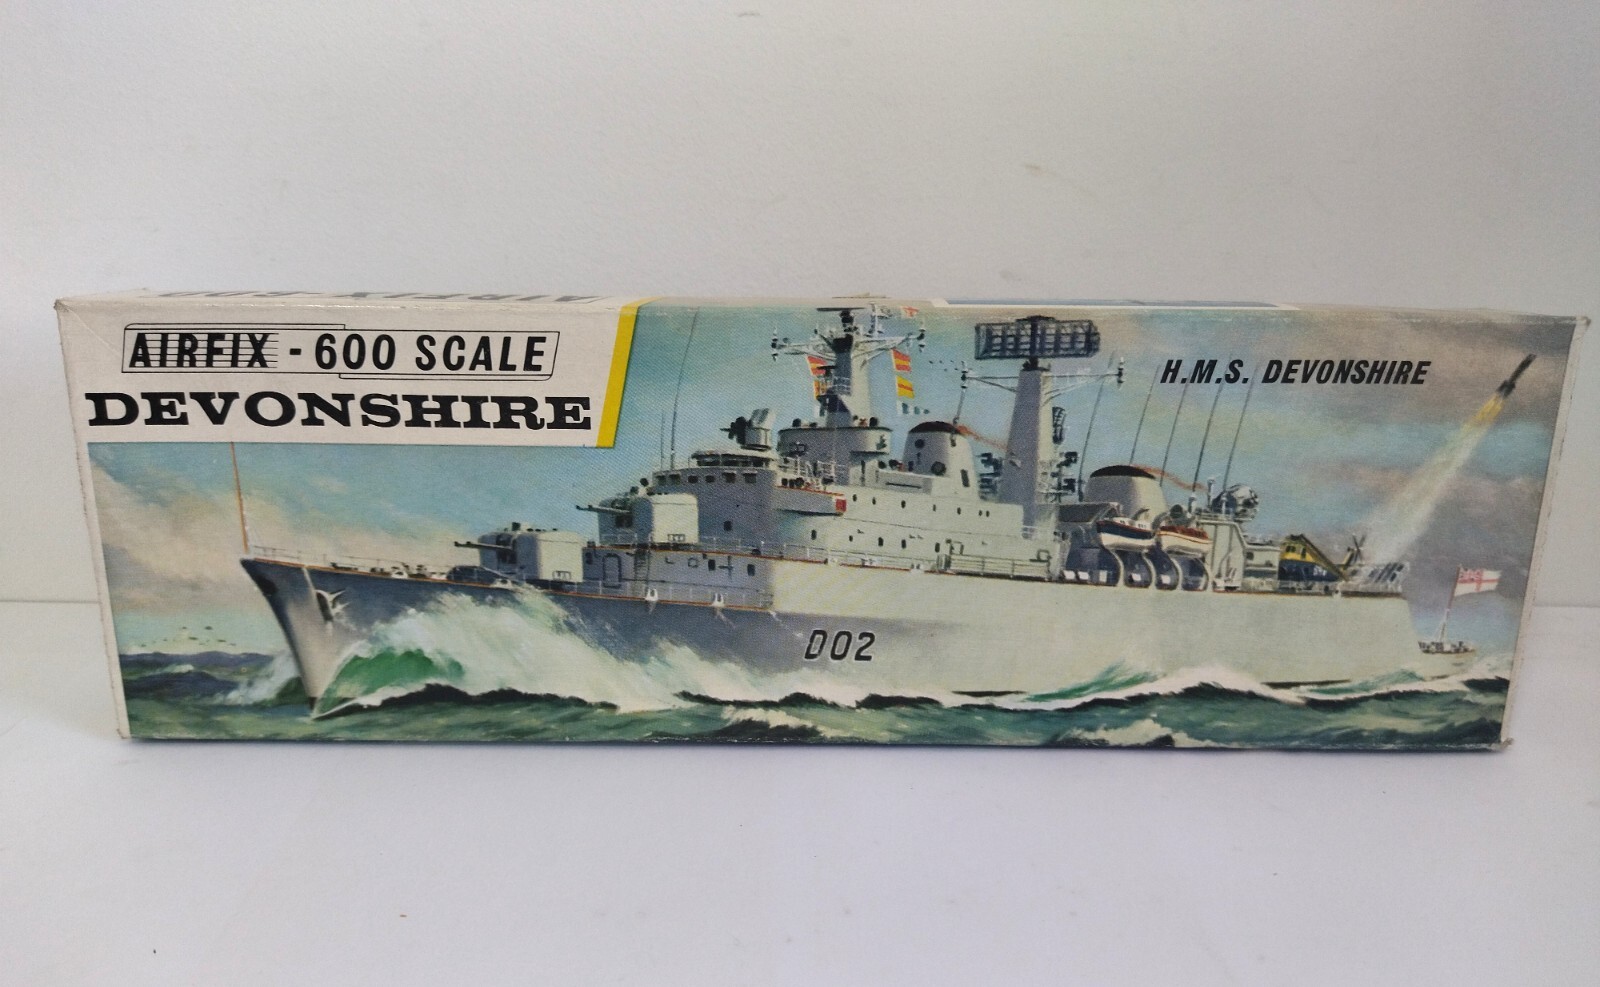 AIRFIX - 600 SCALE
DEVONSHIRE
H.M.S. DEVONSHIRE
D02